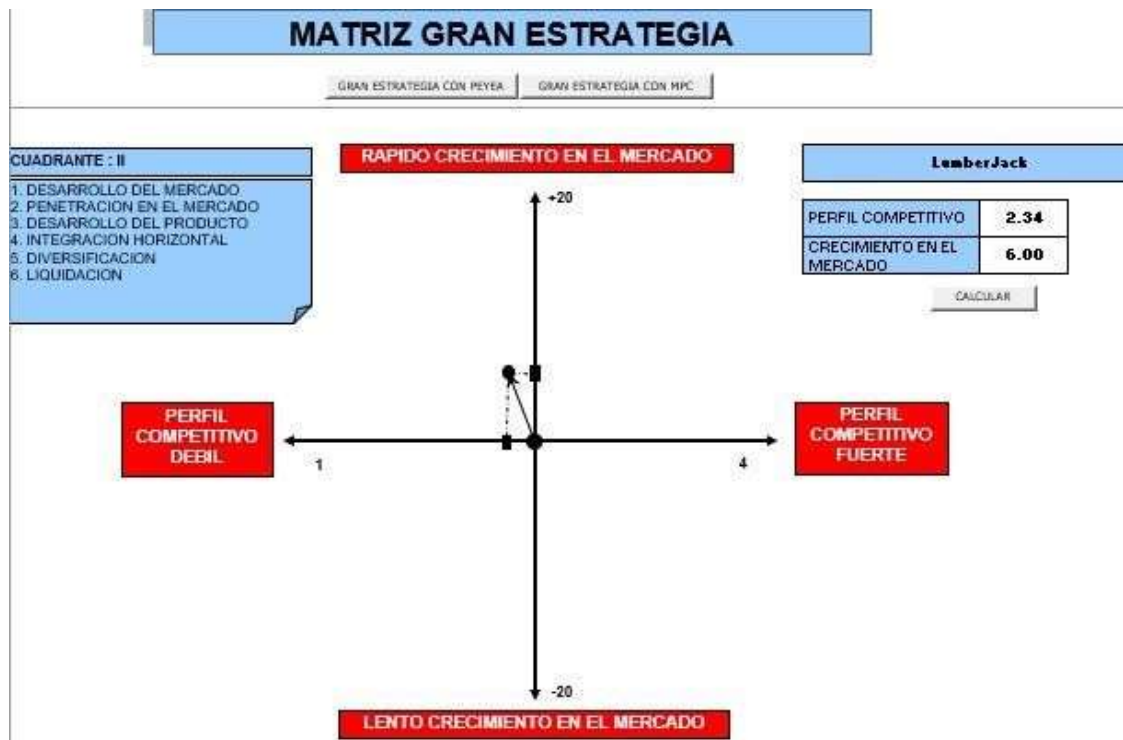 MATRIZ GRAN ESTRATEGIA
GRAN ESTRATEGIA CON PEYEA
GRAN ESTRATEGIA CON MPC
CUADRANTE : II
1. DESARROLLO DEL MERCADO
2. PENETRACION EN EL MERCADO
3. DESARROLLO DEL PRODUCTO
4. INTEGRACION HORIZONTAL
5. DIVERSIFICACION
6. LIQUIDACION
RAPIDO CRECIMIENTO EN EL MERCADO
+20
LumberJack
PERFIL COMPETITIVO 2.34
CRECIMIENTO EN EL
MERCADO 6.00
CALCULAR
PERFIL
COMPETITIVO
DEBIL
1
4
PERFIL
COMPETITIVO
FUERTE
-20
LENTO CRECIMIENTO EN EL MERCADO